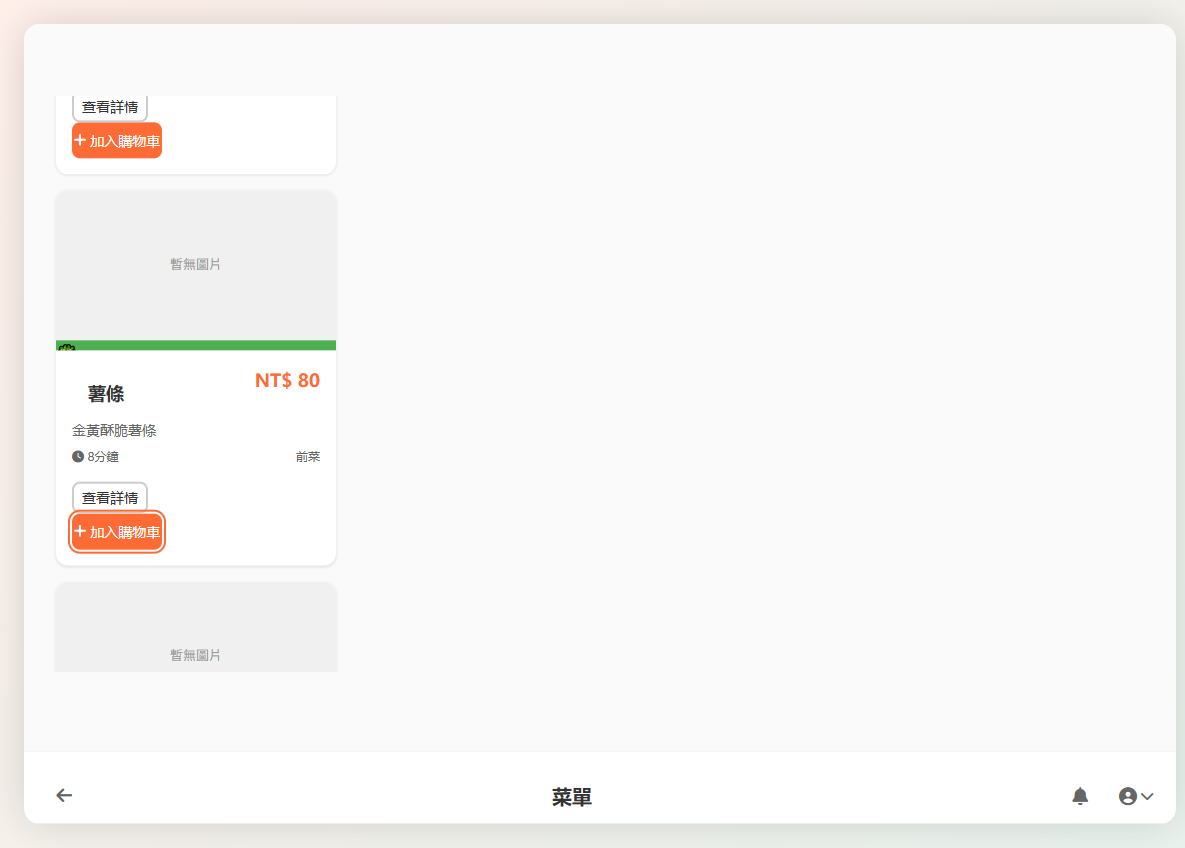 查看詳情
+ 加入購物車
暫無圖片
薯條
NT$ 80
金黃酥脆薯條
8分鐘
前菜
查看詳情
+ 加入購物車
暫無圖片
菜單